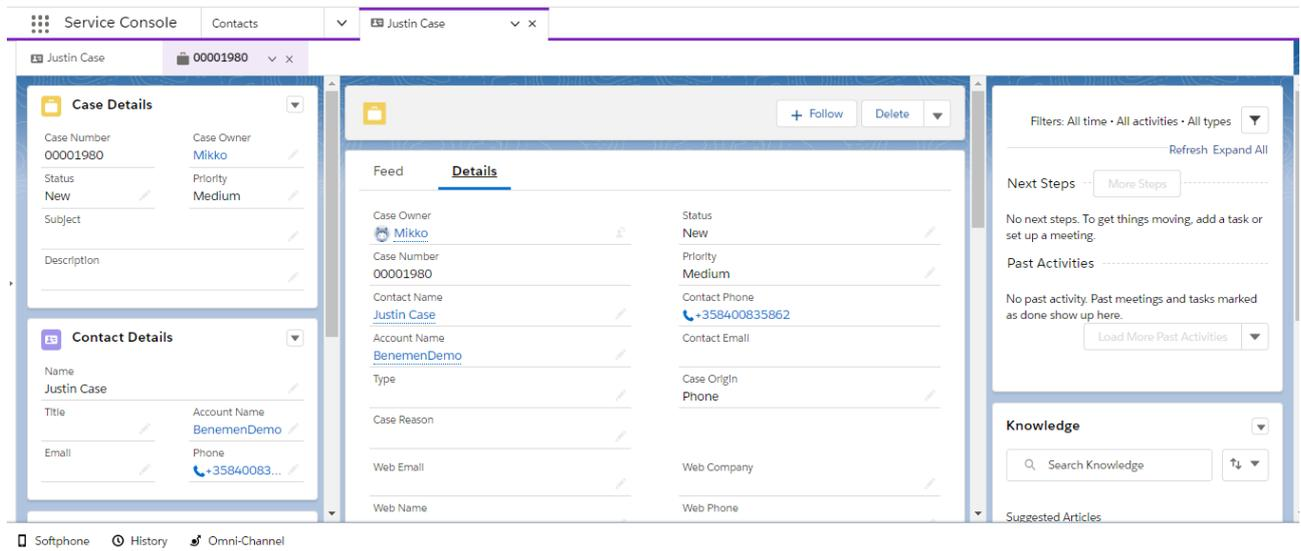 Service Console
Contacts
Justin Case
Justin Case
00001980
Case Details
Case Number
Case Owner
00001980
Mikko
Status
Priority
New
Medium
Subject
Description
Contact Details
Name
Justin Case
Title
Account Name
BenemenDemo
Email
Phone
+35840083...
Follow
Delete
Feed
Details
Case Owner
Status
Mikko
New
Case Number
Priority
00001980
Medium
Contact Name
Contact Phone
Justin Case
+358400835862
Account Name
Contact Email
BenemenDemo
Type
Case Origin
Phone
Case Reason
Web Email
Web Company
Web Name
Web Phone
Filters: All time • All activities • All types
Refresh Expand All
Next Steps
More Steps
No next steps. To get things moving, add a task or
set up a meeting.
Past Activities
No past activity. Past meetings and tasks marked
as done show up here.
Load More Past Activities
Knowledge
Search Knowledge
Suggested Articles
Softphone
History
Omni-Channel